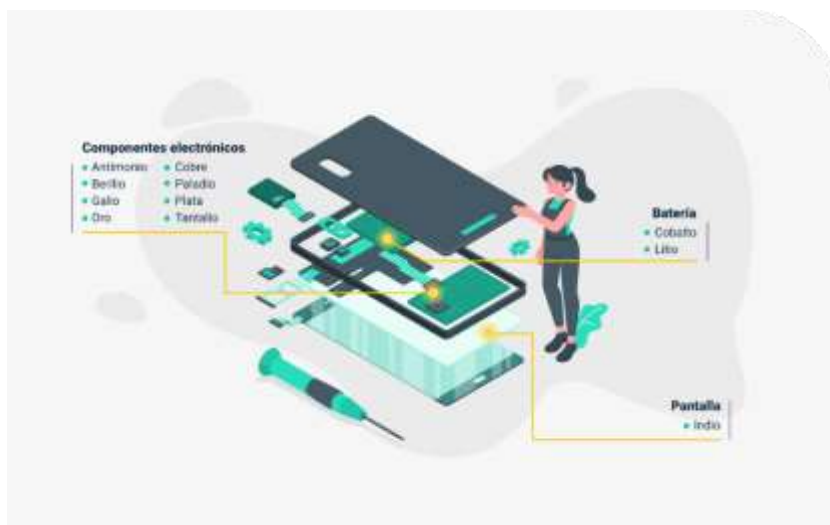 Componentes electrónicos
• Antimonio • Cobre
• Berilio • Paladio
• Galio • Plata
• Oro • Tantalio
Batería
• Cobalto
• Litio
Pantalla
• Indio